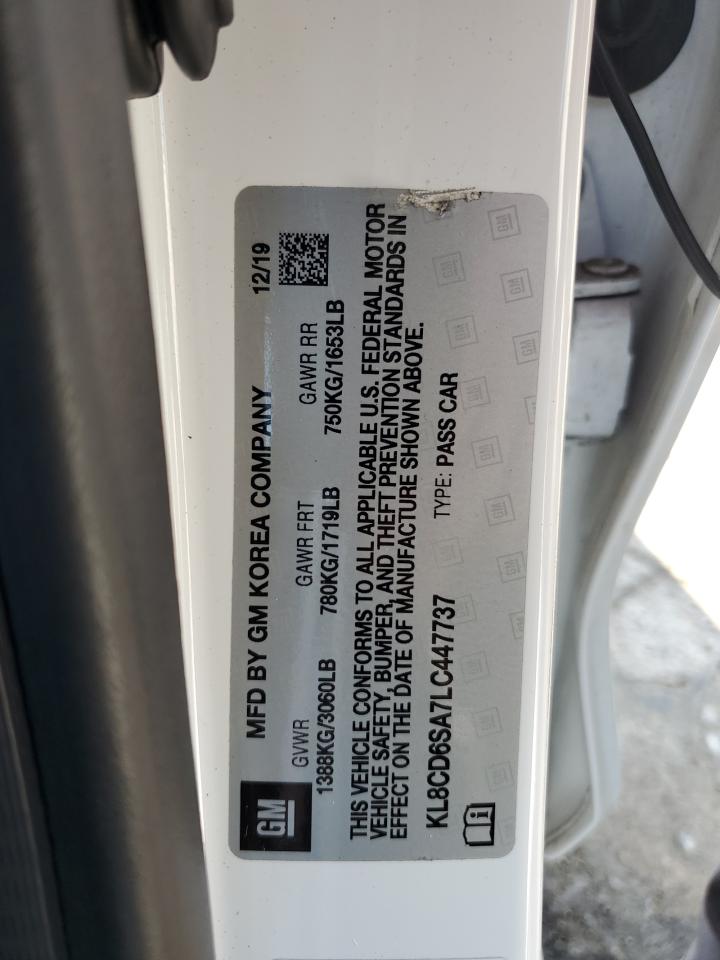 GM
MFD BY GM KOREA COMPANY 12/19
GVWR GAWR FRT GAWR RR
1388KG/3060LB 780KG/1719LB 750KG/1653LB
THIS VEHICLE CONFORMS TO ALL APPLICABLE U.S. FEDERAL MOTOR
VEHICLE SAFETY, BUMPER, AND THEFT PREVENTION STANDARDS IN
EFFECT ON THE DATE OF MANUFACTURE SHOWN ABOVE.
KL8CD6SA7LC447737 TYPE: PASS CAR